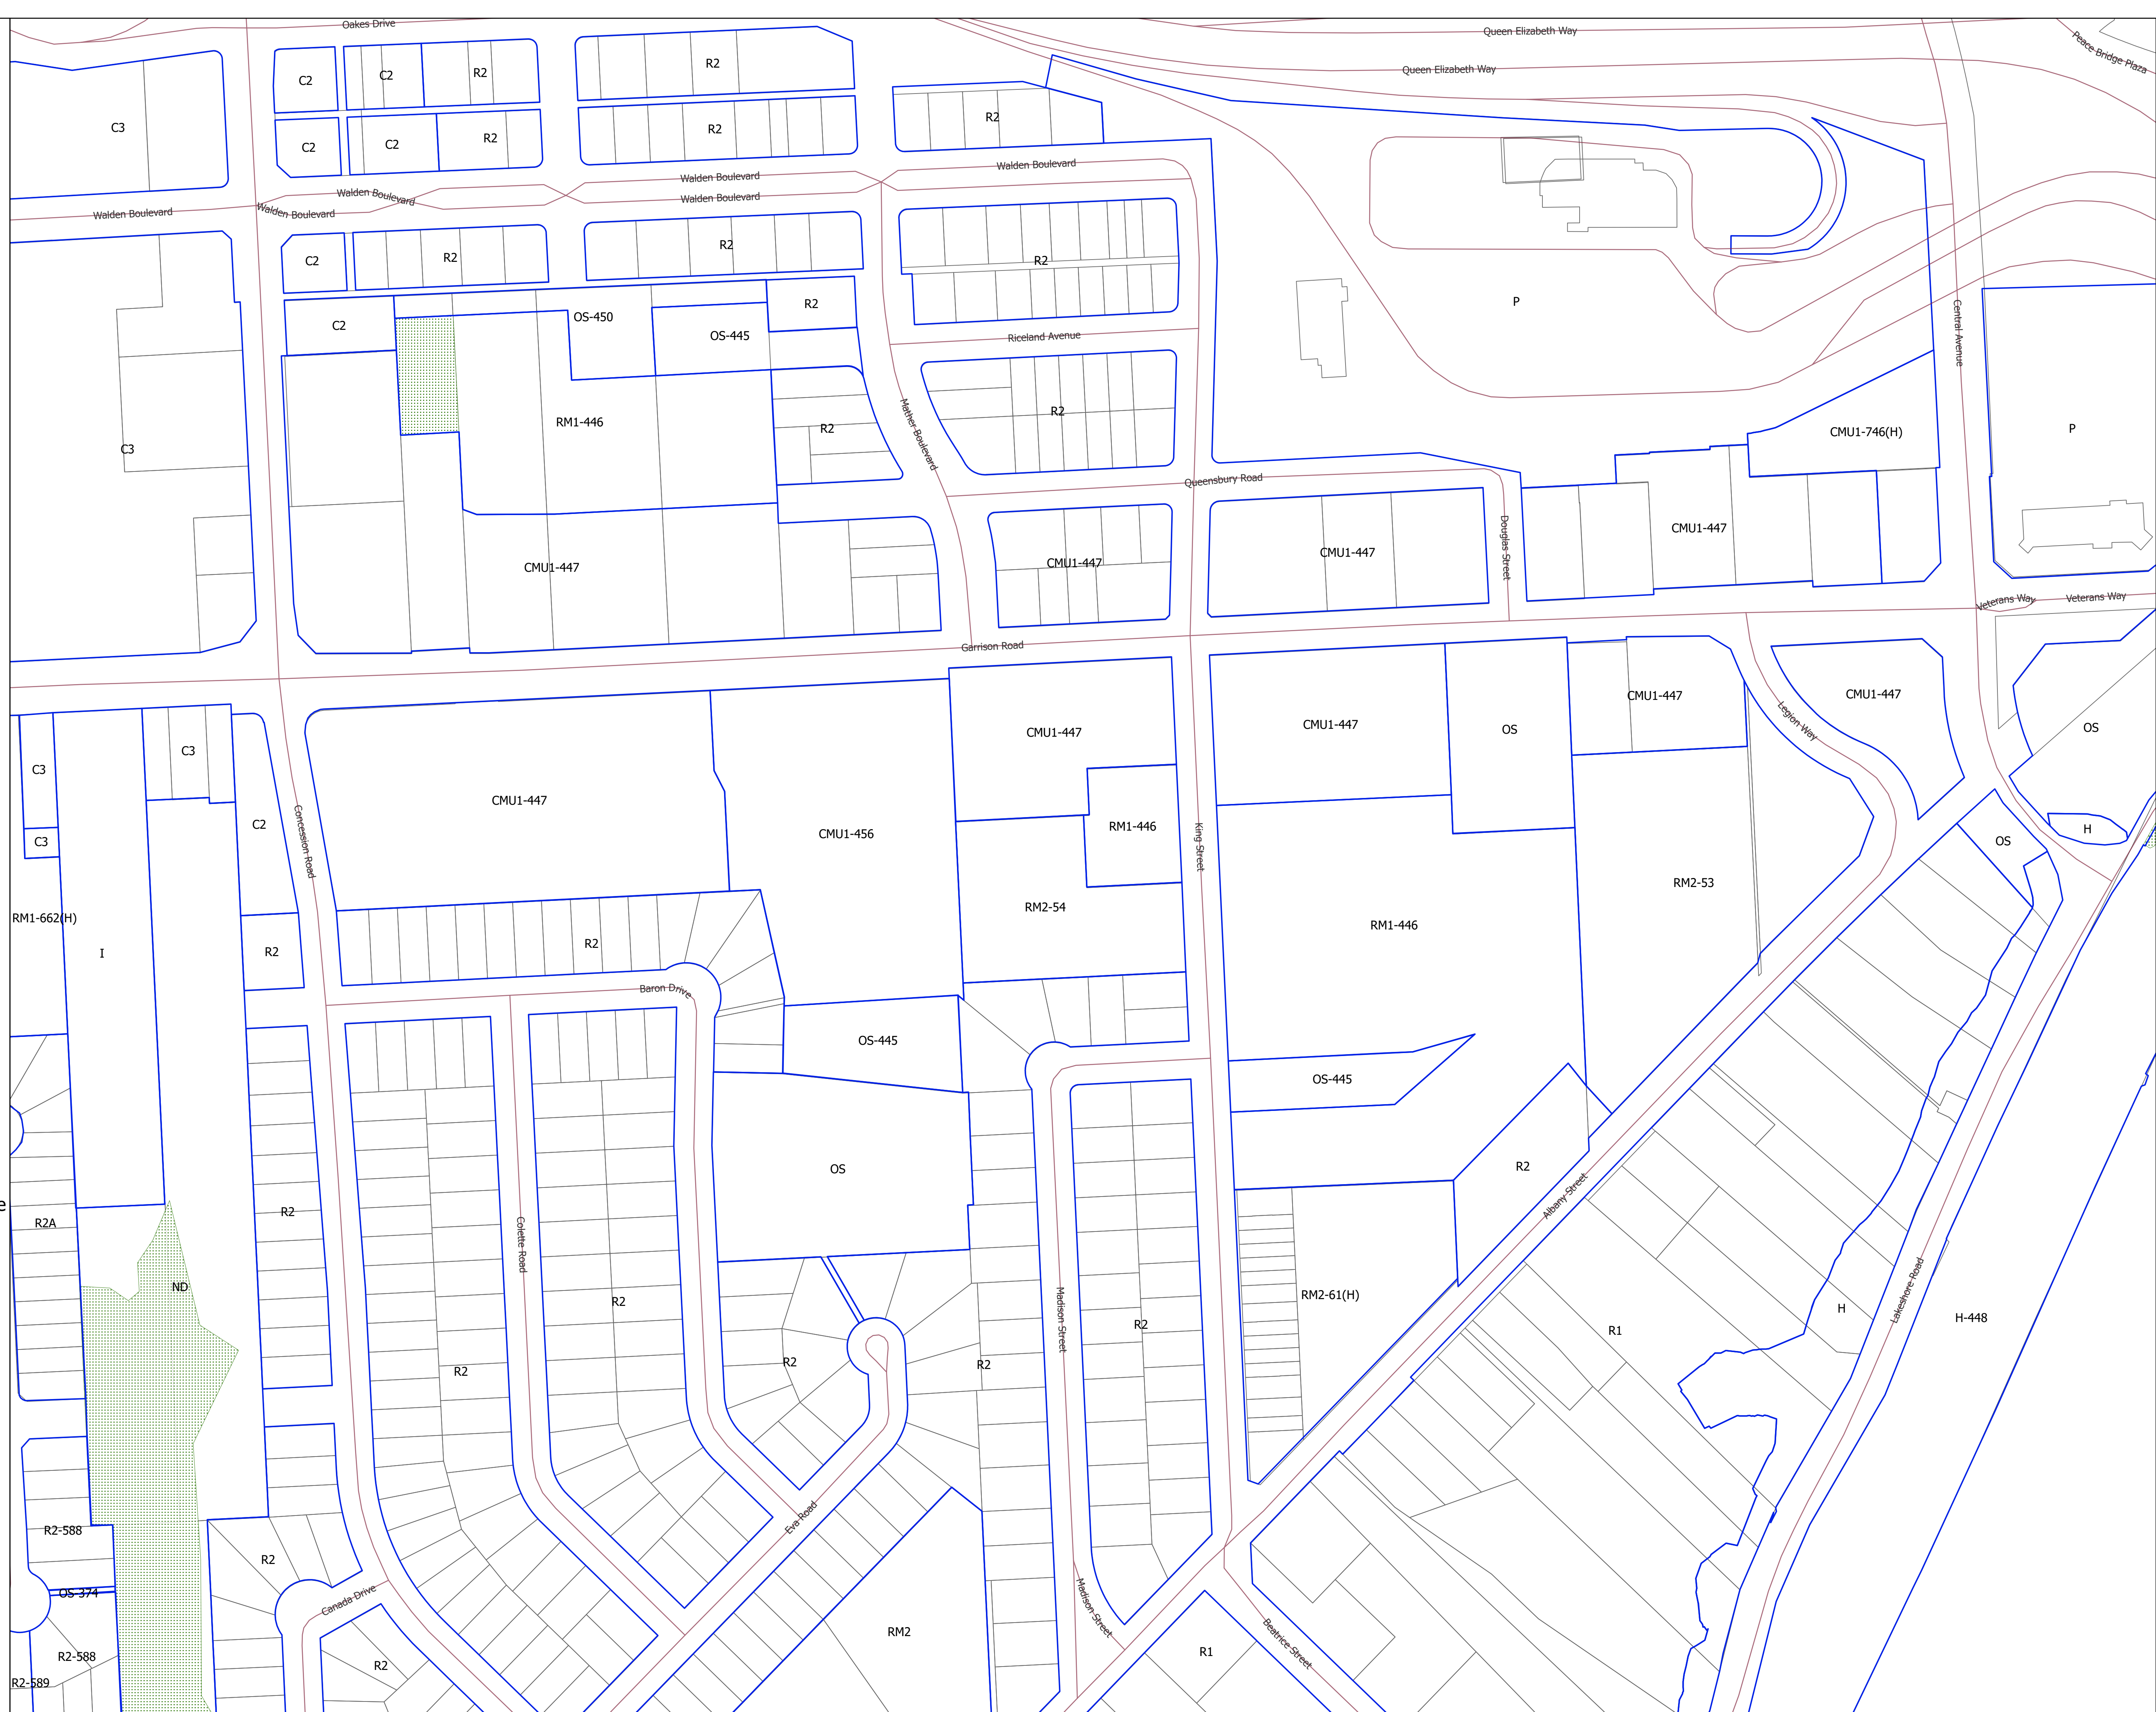 Oakes Drive
Queen Elizabeth Way
Peace Bridge Plaza
Queen Elizabeth Way
C2
C2
R2
R2
C3
R2
R2
C2
C2
R2
Walden Boulevard
Walden Boulevard
Walden Boulevard
Walden Boulevard
Walden Boulevard
Walden Boulevard
R2
R2
C2
R2
P
R2
C2
OS-450
OS-445
Riceland Avenue
Central Avenue
R2
RM1-446
R2
Mather Boulevard
CMU1-746(H)
P
C3
Queensbury Road
Douglas Street
CMU1-447
CMU1-447
CMU1-447
CMU1-447
Veterans Way
Veterans Way
Garrison Road
CMU1-447
CMU1-447
CMU1-447
CMU1-447
Legion Way
OS
OS
C3
C3
CMU1-447
C2
C3
Concession Road
CMU1-456
RM1-446
King Street
H
OS
RM2-53
RM2-54
RM1-662(H)
I
R2
R2
RM1-446
Baron Drive
OS-445
OS-445
OS
R2
Albany Street
e
R2A
R2
Colette Road
ND
R2
RM2-61(H)
Madison Street
R2
H
Lakeshore Road
H-448
R1
R2
R2
R2
Eva Road
R2-588
R2
OS-374
Canada Drive
Madison Street
RM2
Beatrice Street
R1
R2-588
R2
R2-589